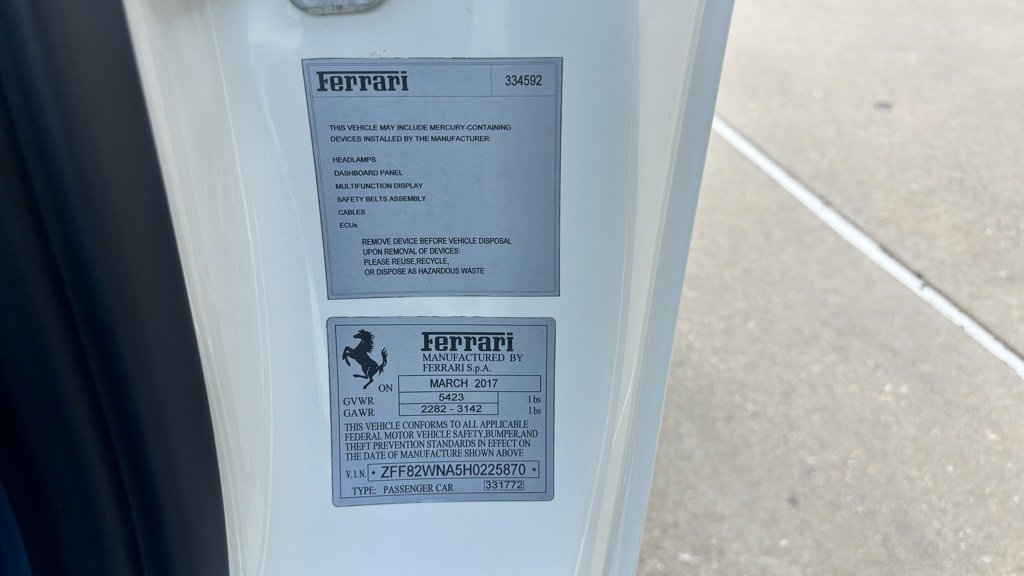 Ferrari 334592
THIS VEHICLE MAY INCLUDE MERCURY-CONTAINING
DEVICES INSTALLED BY THE MANUFACTURER:
HEADLAMPS
DASHBOARD PANEL
MULTIFUNCTION DISPLAY
SAFETY BELTS ASSEMBLY
CABLES
ECUs
REMOVE DEVICE BEFORE VEHICLE DISPOSAL
UPON REMOVAL OF DEVICES:
PLEASE REUSE,RECYCLE,
OR DISPOSE AS HAZARDOUS WASTE
Ferrari
MANUFACTURED BY
FERRARI S.p.A.
ON MARCH 2017
GVWR 5423 lbs
GAWR 2282 - 3142 lbs
THIS VEHICLE CONFORMS TO ALL APPLICABLE
FEDERAL MOTOR VEHICLE SAFETY,BUMPER,AND
THEFT PREVENTION STANDARDS IN EFFECT ON
THE DATE OF MANUFACTURE SHOWN ABOVE
V.I.N. * ZFF82WNA5H0225870 *
TYPE: PASSENGER CAR 331772